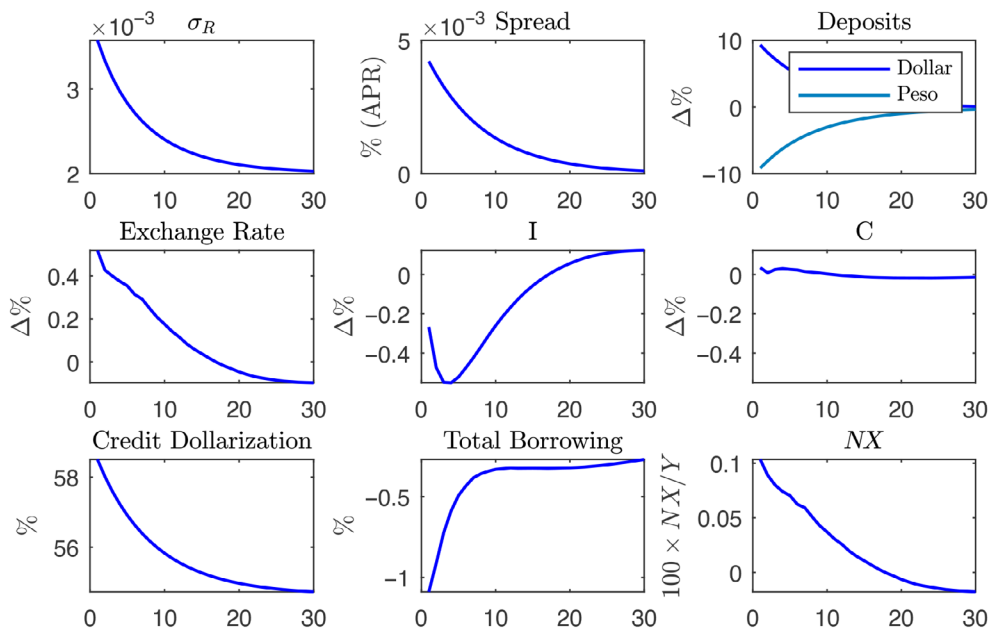 ×10⁻³ σ_R
3
2
0 10 20 30
×10⁻³ Spread
% (APR)
5
0
0 10 20 30
Deposits
Δ%
10
0
−10
Dollar
Peso
0 10 20 30
Exchange Rate
Δ%
0.4
0.2
0
0 10 20 30
I
Δ%
0
−0.2
−0.4
0 10 20 30
C
Δ%
0
−0.2
−0.4
0 10 20 30
Credit Dollarization
%
58
56
0 10 20 30
Total Borrowing
%
−0.5
−1
0 10 20 30
NX
100 × NX/Y
0.1
0.05
0
0 10 20 30